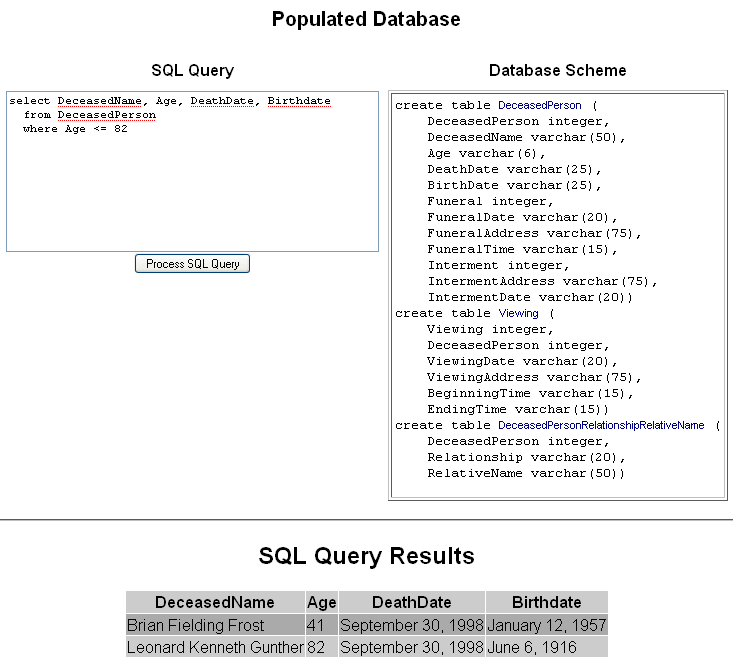 Populated Database
SQL Query
select DeceasedName, Age, DeathDate, Birthdate
from DeceasedPerson
where Age <= 82
Process SQL Query
Database Scheme
create table DeceasedPerson (
DeceasedPerson integer,
DeceasedName varchar(50),
Age varchar(6),
DeathDate varchar(25),
BirthDate varchar(25),
Funeral integer,
FuneralDate varchar(20),
FuneralAddress varchar(75),
FuneralTime varchar(15),
Interment integer,
IntermentAddress varchar(75),
IntermentDate varchar(20))
create table Viewing (
Viewing integer,
DeceasedPerson integer,
ViewingDate varchar(20),
ViewingAddress varchar(75),
BeginningTime varchar(15),
EndingTime varchar(15))
create table DeceasedPersonRelationshipRelativeName (
DeceasedPerson integer,
Relationship varchar(20),
RelativeName varchar(50))
SQL Query Results
DeceasedName Age DeathDate Birthdate
Brian Fielding Frost 41 September 30, 1998 January 12, 1957
Leonard Kenneth Gunther 82 September 30, 1998 June 6, 1916